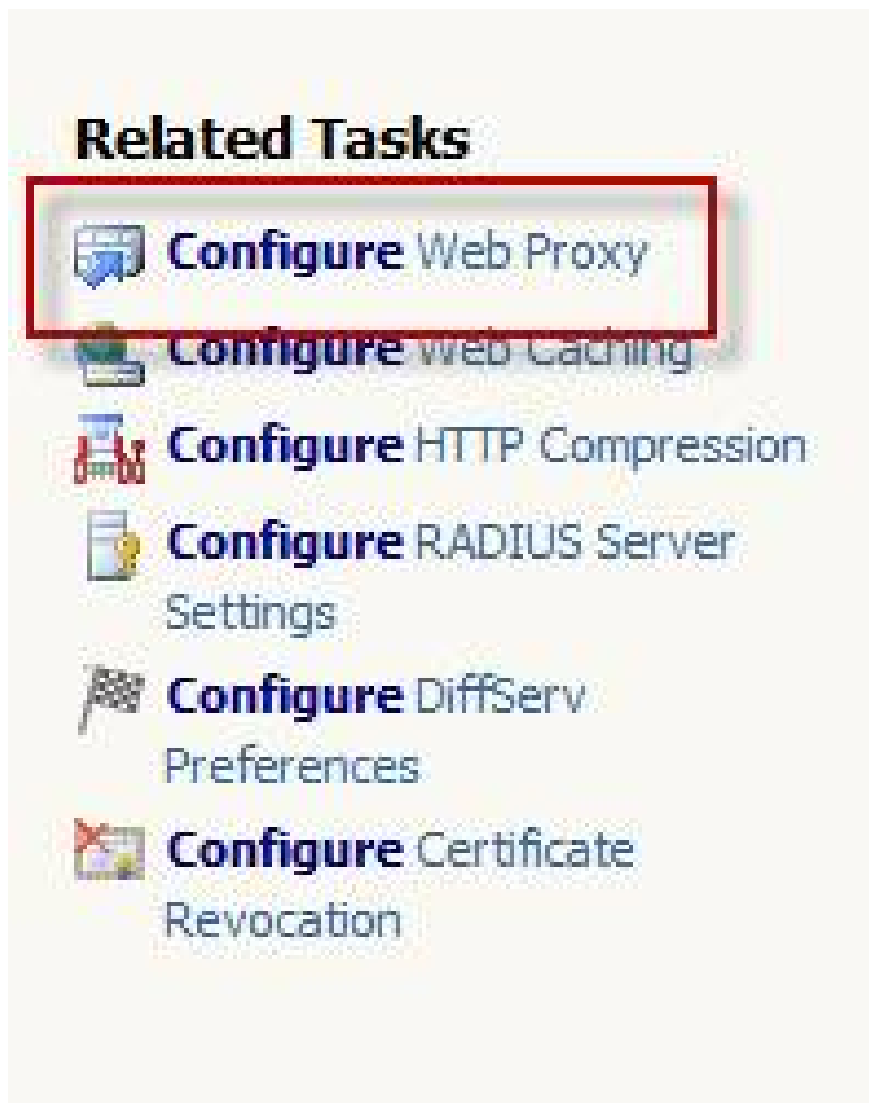 Related Tasks
Configure Web Proxy
Configure Web Caching
Configure HTTP Compression
Configure RADIUS Server
Settings
Configure DiffServ
Preferences
Configure Certificate
Revocation